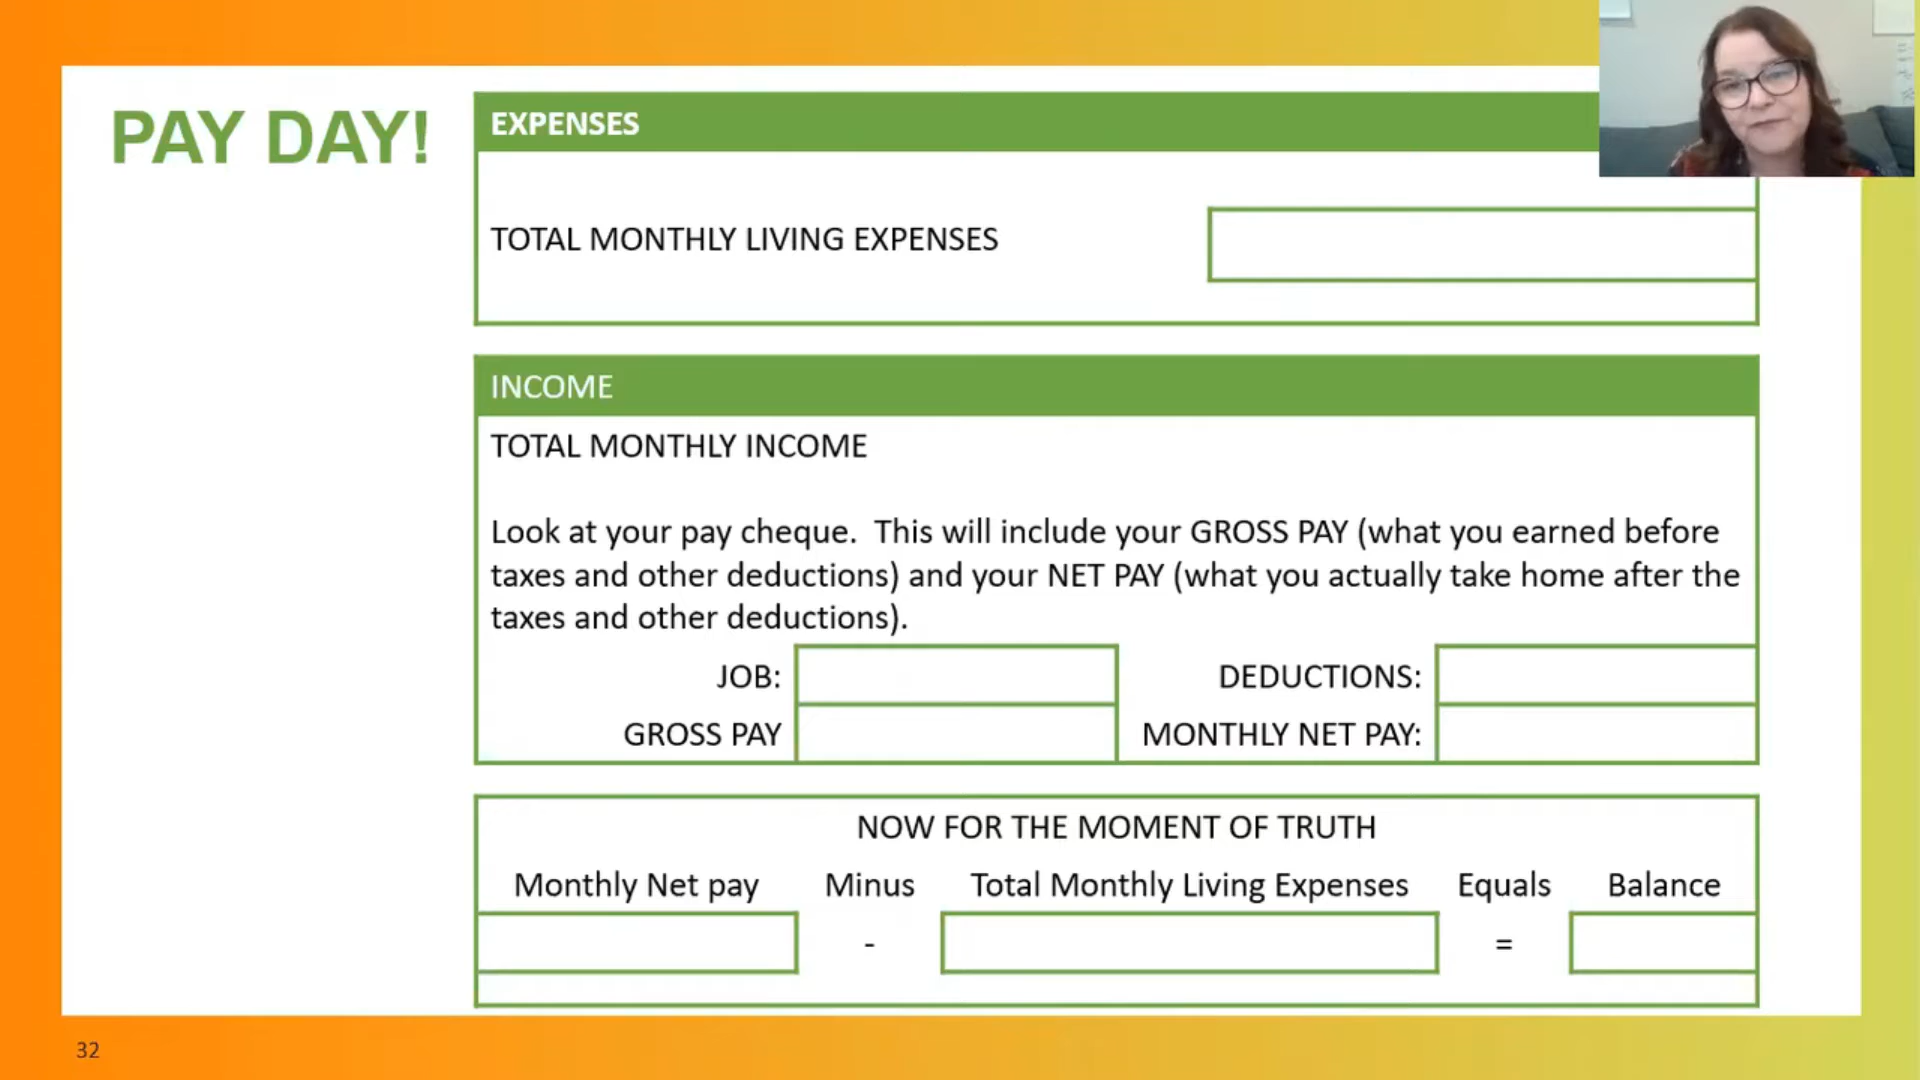 PAY DAY!
EXPENSES
TOTAL MONTHLY LIVING EXPENSES
INCOME
TOTAL MONTHLY INCOME
Look at your pay cheque.  This will include your GROSS PAY (what you earned before
taxes and other deductions) and your NET PAY (what you actually take home after the
taxes and other deductions).
JOB:
DEDUCTIONS:
GROSS PAY
MONTHLY NET PAY:
NOW FOR THE MOMENT OF TRUTH
Monthly Net pay Minus Total Monthly Living Expenses Equals Balance
- =
32